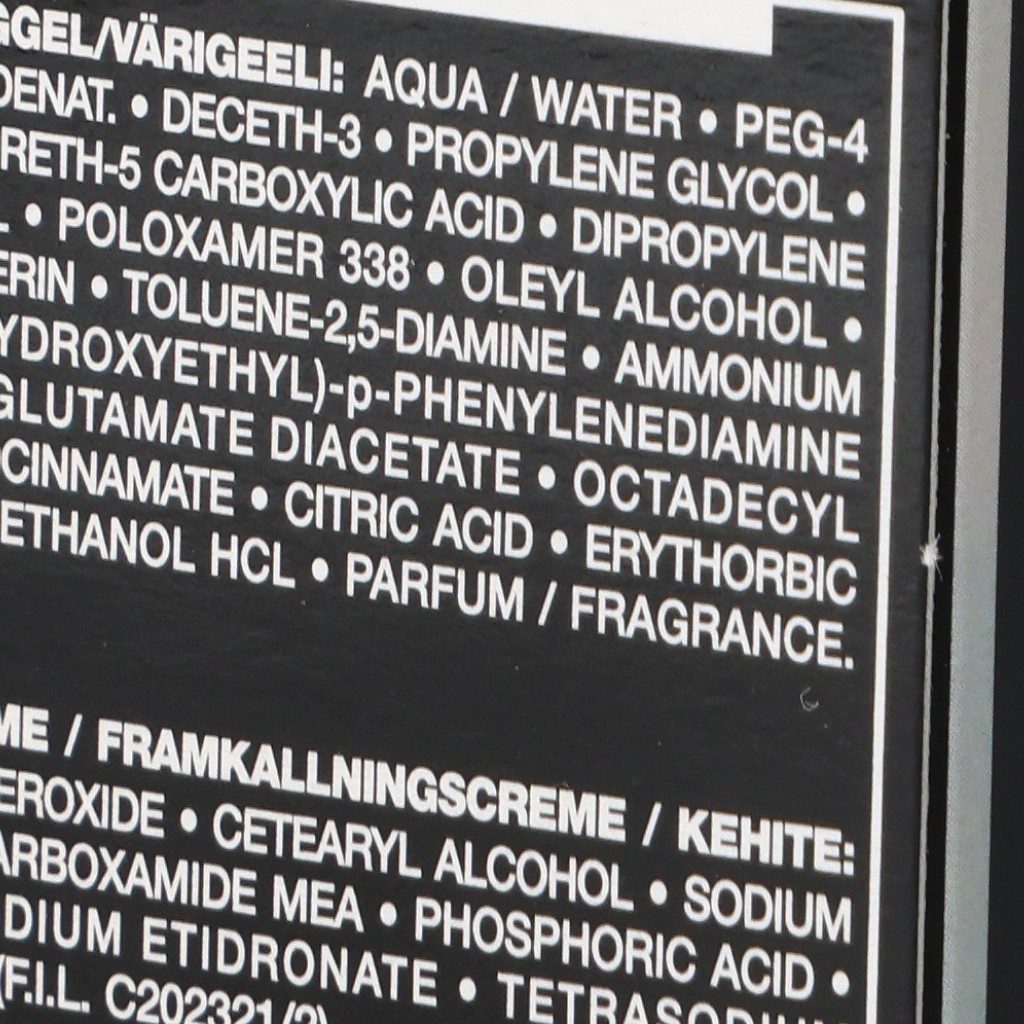 GGEL/VÄRIGEELI: AQUA / WATER • PEG-4
DENAT. • DECETH-3 • PROPYLENE GLYCOL •
RETH-5 CARBOXYLIC ACID • DIPROPYLENE
L • POLOXAMER 338 • OLEYL ALCOHOL •
ERIN • TOLUENE-2,5-DIAMINE • AMMONIUM
YDROXYETHYL)-p-PHENYLENEDIAMINE
GLUTAMATE DIACETATE • OCTADECYL
CINNAMATE • CITRIC ACID • ERYTHORBIC
ETHANOL HCL • PARFUM / FRAGRANCE.
ME / FRAMKALLNINGSCREME / KEHITE:
EROXIDE • CETEARYL ALCOHOL • SODIUM
ARBOXAMIDE MEA • PHOSPHORIC ACID •
DIUM ETIDRONATE • TETRASODIUM
(F.I.L. C202321/2)